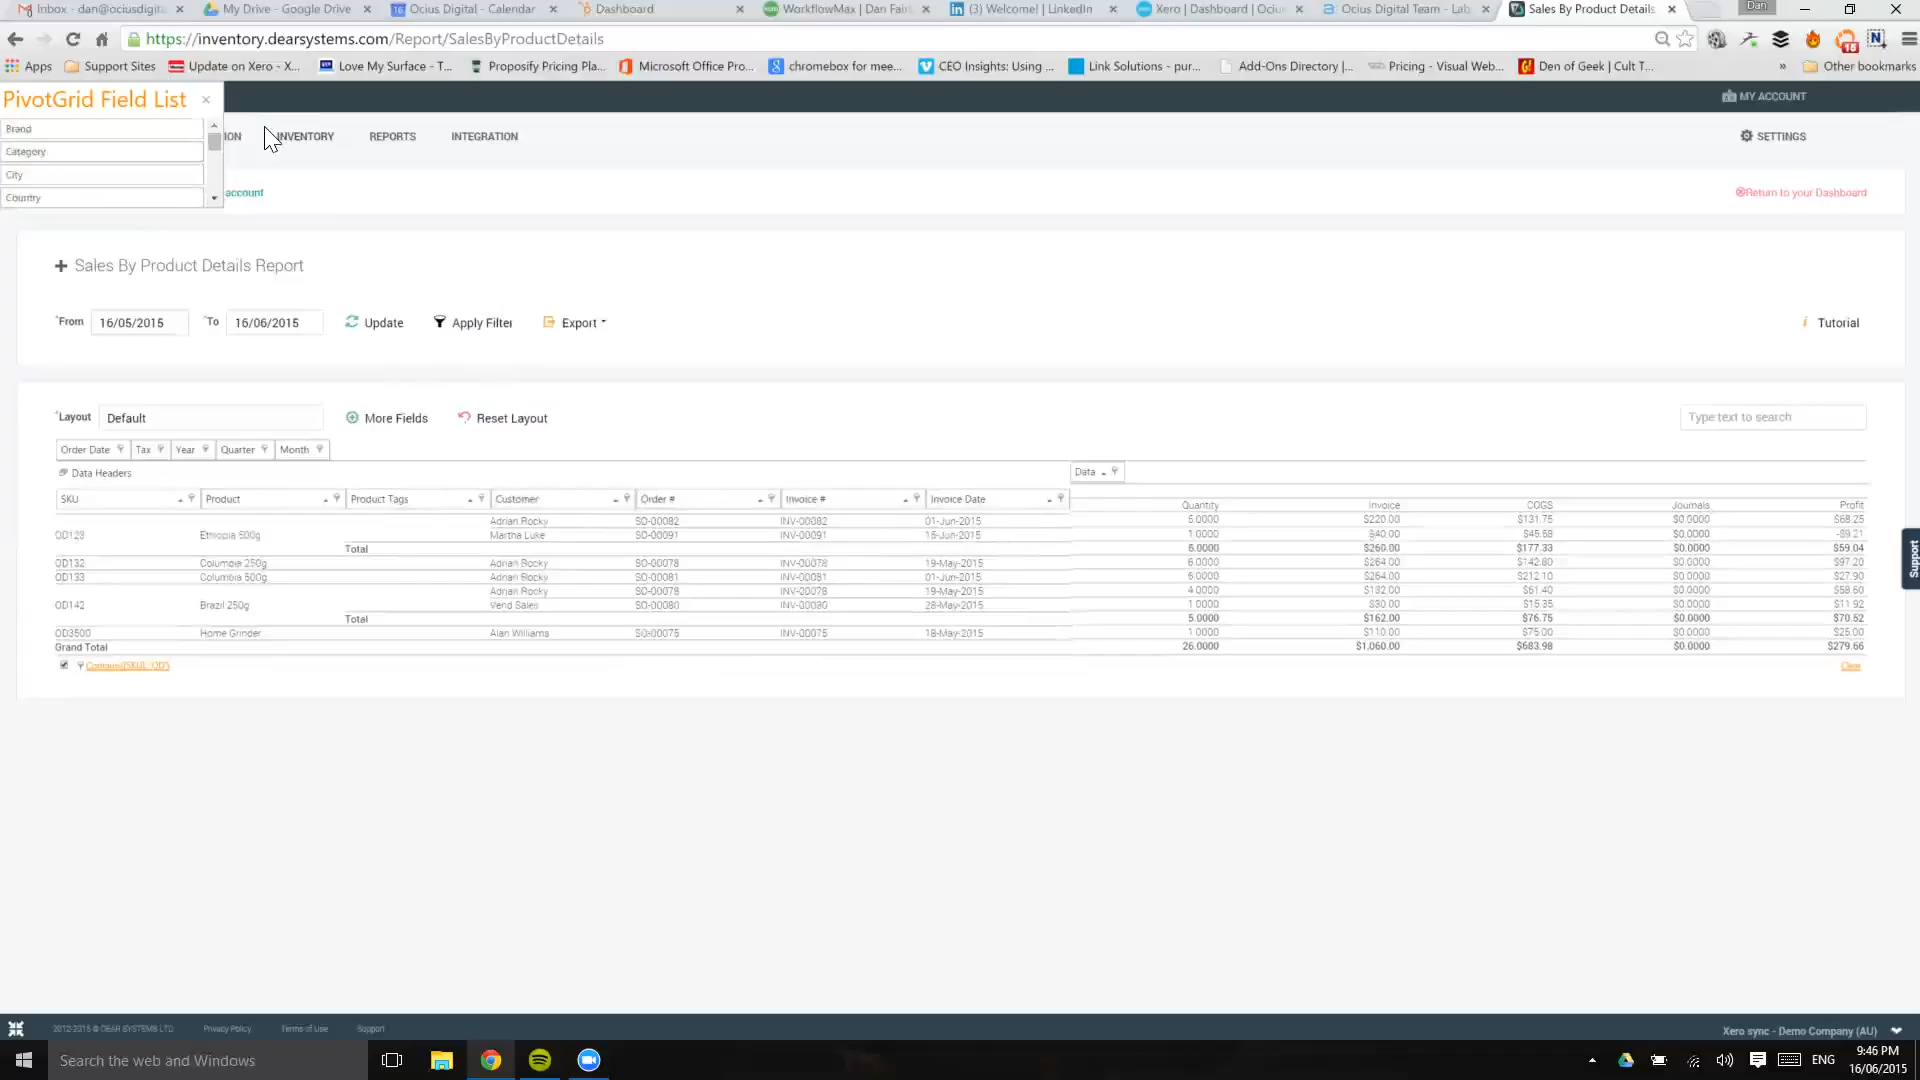 Inbox - dan@ociusdigit
My Drive - Google Drive
Ocius Digital - Calendar
Dashboard
WorkflowMax | Dan Fair
(3) Welcome! | LinkedIn
Xero | Dashboard | Ociu
Ocius Digital Team - Lab
Sales By Product Details
Dan
https://inventory.dearsystems.com/Report/SalesByProductDetails
Apps
Support Sites
Update on Xero - X...
Love My Surface - T...
Proposify Pricing Pla...
Microsoft Office Pro...
chromebox for mee...
CEO Insights: Using ...
Link Solutions - pur...
Add-Ons Directory |...
Pricing - Visual Web...
Den of Geek | Cult T...
» Other bookmarks
PivotGrid Field List ×
Brand
Category
City
Country
MY ACCOUNT
ION
INVENTORY
REPORTS
INTEGRATION
SETTINGS
account
Return to your Dashboard
Sales By Product Details Report
*From 16/05/2015 *To 16/06/2015 Update Apply Filter Export
Tutorial
*Layout Default More Fields Reset Layout
Type text to search
Order Date Tax Year Quarter Month
Data Headers
Data
SKU Product Product Tags Customer Order # Invoice # Invoice Date Quantity Invoice COGS Journals Profit
Adrian Rocky SO-00082 INV-00082 01-Jun-2015 5.0000 $220.00 $131.75 $0.0000 $68.25
OD123 Ethiopia 500g Martha Luke SO-00091 INV-00091 15-Jun-2015 1.0000 $40.00 $45.58 $0.0000 -$9.21
Total 6.0000 $260.00 $177.33 $0.0000 $59.04
OD132 Columbia 250g Adrian Rocky SO-00078 INV-00078 19-May-2015 6.0000 $264.00 $142.80 $0.0000 $97.20
OD133 Columbia 500g Adrian Rocky SO-00081 INV-00081 01-Jun-2015 6.0000 $264.00 $212.10 $0.0000 $27.90
Adrian Rocky SO-00078 INV-00078 19-May-2015 4.0000 $132.00 $61.40 $0.0000 $58.60
OD142 Brazil 250g Vend Sales SO-00080 INV-00080 28-May-2015 1.0000 $30.00 $15.35 $0.0000 $11.92
Total 5.0000 $162.00 $76.75 $0.0000 $70.52
OD3500 Home Grinder Alan Williams SO-00075 INV-00075 18-May-2015 1.0000 $110.00 $75.00 $0.0000 $25.00
Grand Total 26.0000 $1,060.00 $683.98 $0.0000 $279.66
Clear
Support
2012-2015 © DEAR SYSTEMS LTD
Privacy Policy
Terms of Use
Support
Xero sync - Demo Company (AU)
Search the web and Windows
ENG
9:46 PM
16/06/2015